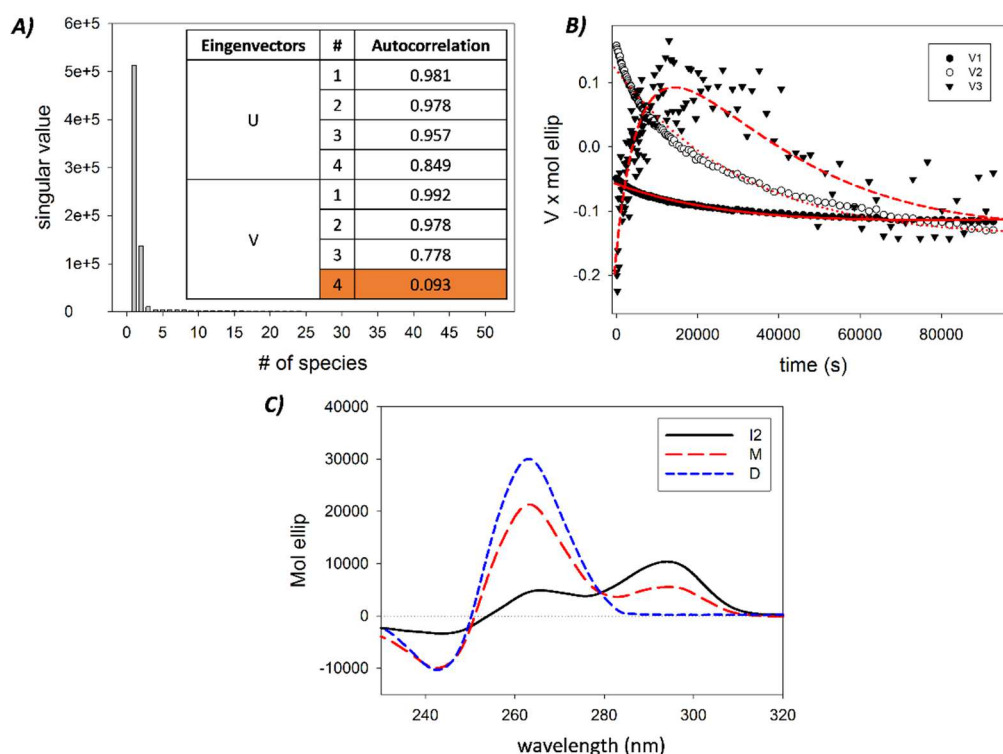 A)
6e+5
5e+5
4e+5
3e+5
2e+5
1e+5
0
singular value
0 5 10 15 20 25 30 35 40 45 50
# of species
Eingenvectors # Autocorrelation
U
1 0.981
2 0.978
3 0.957
4 0.849
V
1 0.992
2 0.978
3 0.778
4 0.093
B)
V1
V2
V3
0.1
0.0
-0.1
-0.2
V x mol ellip
0 20000 40000 60000 80000
time (s)
C)
I2
M
D
40000
30000
20000
10000
0
-10000
Mol ellip
240 260 280 300 320
wavelength (nm)